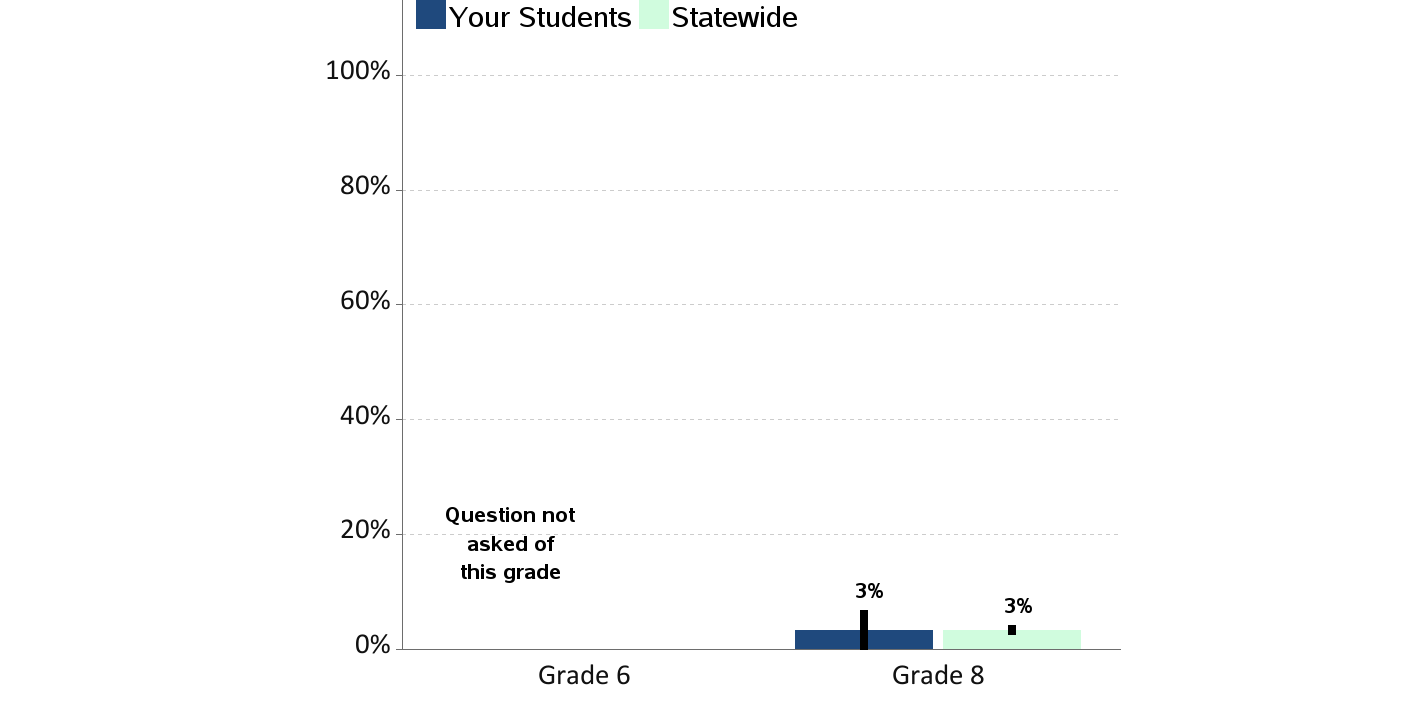 Your Students Statewide
100%
80%
60%
40%
20%
0%
Question not
asked of
this grade
3%
3%
Grade 6
Grade 8